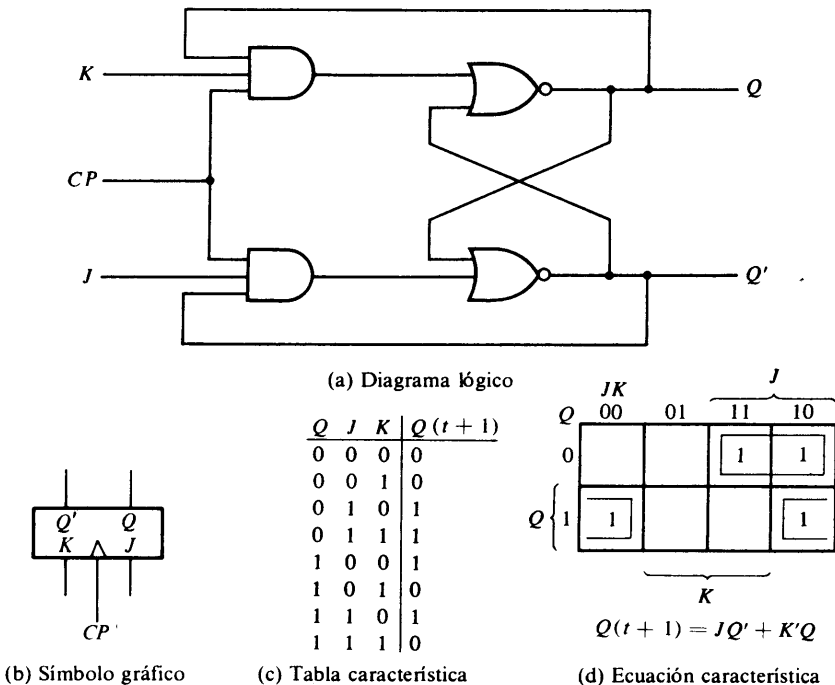 K
Q
CP
J
Q'
(a) Diagrama lógico
Q J K Q (t + 1)
0 0 0 0
0 0 1 0
0 1 0 1
0 1 1 1
1 0 0 1
1 0 1 0
1 1 0 1
1 1 1 0
JK
J
Q 00 01 11 10
0 1 1
Q 1 1 1
K
Q(t + 1) = JQ' + K'Q
Q' Q
K J
CP
(b) Símbolo gráfico
(c) Tabla característica
(d) Ecuación característica